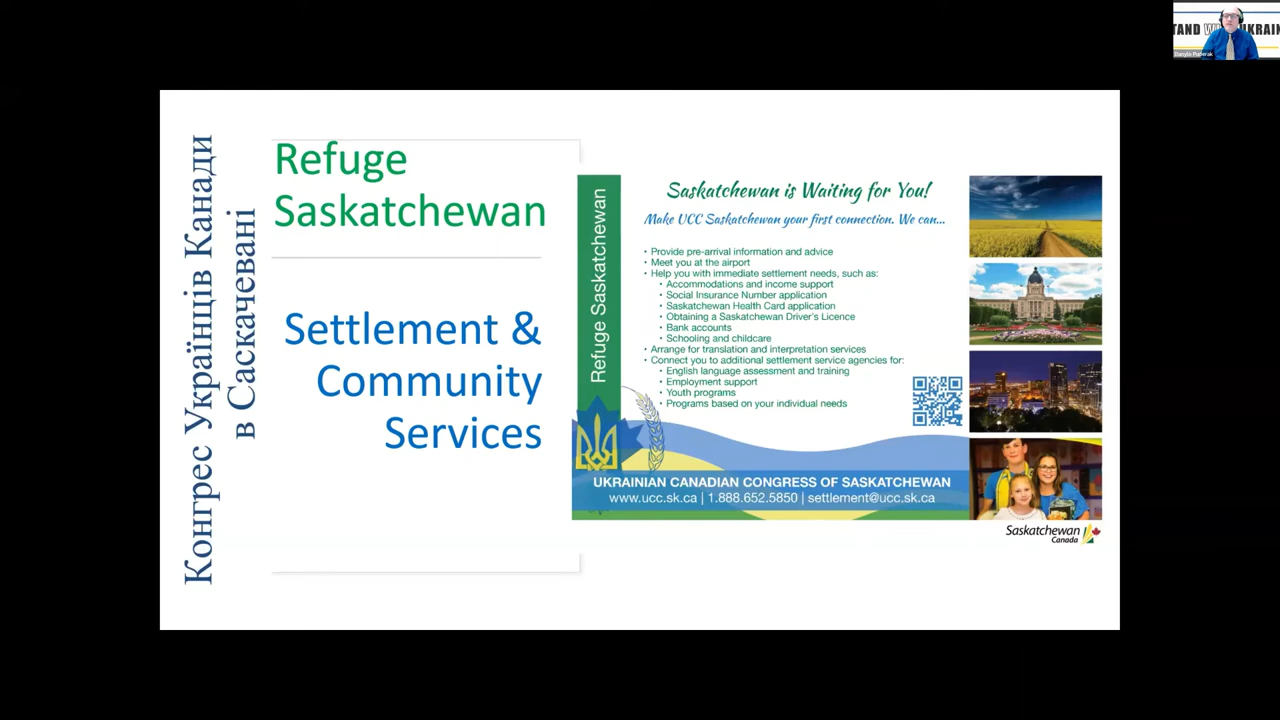 Конгрес Українців Канади
в Саскачевані
Refuge
Saskatchewan
Settlement &
Community
Services
Refuge Saskatchewan
Saskatchewan is Waiting for You!
Make UCC Saskatchewan your first connection. We can...
• Provide pre-arrival information and advice
• Meet you at the airport
• Help you with immediate settlement needs, such as:
• Accommodations and income support
• Social Insurance Number application
• Saskatchewan Health Card application
• Obtaining a Saskatchewan Driver's Licence
• Bank accounts
• Schooling and childcare
• Arrange for translation and interpretation services
• Connect you to additional settlement service agencies for:
• English language assessment and training
• Employment support
• Youth programs
• Programs based on your individual needs
UKRAINIAN CANADIAN CONGRESS OF SASKATCHEWAN
www.ucc.sk.ca | 1.888.652.5850 | settlement@ucc.sk.ca
Saskatchewan
Canada